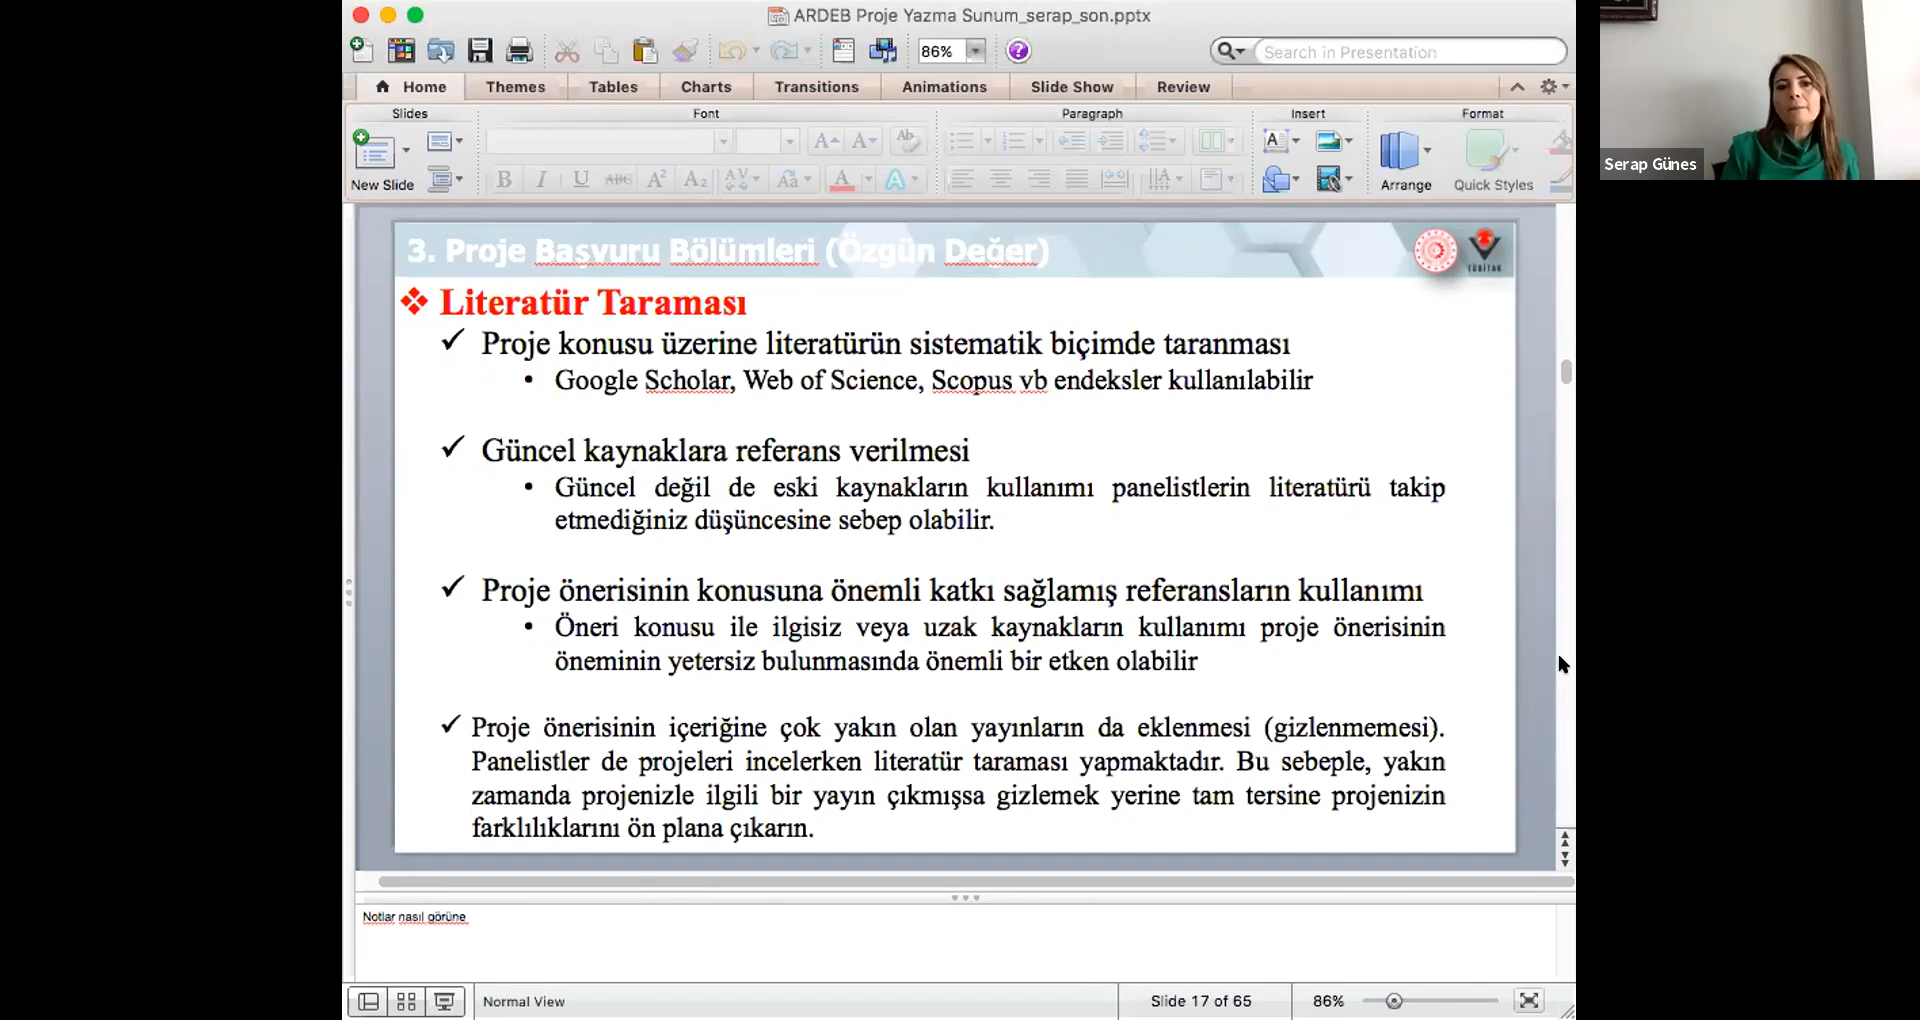 ARDEB Proje Yazma Sunum_serap_son.pptx
86%
Search in Presentation
Home
Themes
Tables
Charts
Transitions
Animations
Slide Show
Review
Slides
Font
Paragraph
Insert
Format
New Slide
Arrange
Quick Styles
Serap Günes
3. Proje Başvuru Bölümleri (Özgün Değer)
TÜBİTAK
Literatür Taraması
Proje konusu üzerine literatürün sistematik biçimde taranması
Google Scholar, Web of Science, Scopus vb endeksler kullanılabilir
Güncel kaynaklara referans verilmesi
Güncel değil de eski kaynakların kullanımı panelistlerin literatürü takip
etmediğiniz düşüncesine sebep olabilir.
Proje önerisinin konusuna önemli katkı sağlamış referansların kullanımı
Öneri konusu ile ilgisiz veya uzak kaynakların kullanımı proje önerisinin
öneminin yetersiz bulunmasında önemli bir etken olabilir
Proje önerisinin içeriğine çok yakın olan yayınların da eklenmesi (gizlenmemesi).
Panelistler de projeleri incelerken literatür taraması yapmaktadır. Bu sebeple, yakın
zamanda projenizle ilgili bir yayın çıkmışsa gizlemek yerine tam tersine projenizin
farklılıklarını ön plana çıkarın.
Notlar nasıl görüne
Normal View
Slide 17 of 65
86%